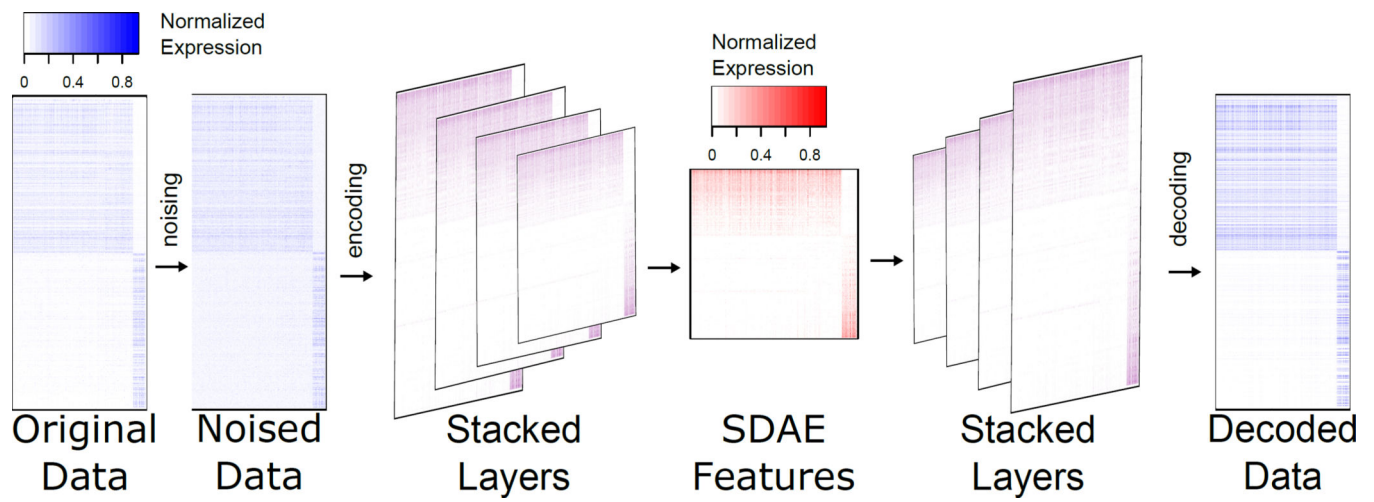 Normalized
Expression
0 0.4 0.8
noising
encoding
Normalized
Expression
0 0.4 0.8
decoding
Original
Data
Noised
Data
Stacked
Layers
SDAE
Features
Stacked
Layers
Decoded
Data